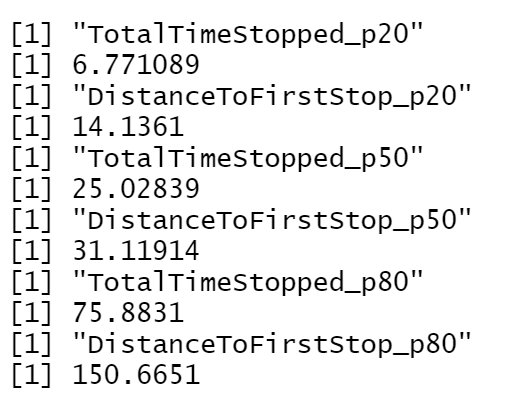 [1] "TotalTimeStopped_p20"
[1] 6.771089
[1] "DistanceToFirstStop_p20"
[1] 14.1361
[1] "TotalTimeStopped_p50"
[1] 25.02839
[1] "DistanceToFirstStop_p50"
[1] 31.11914
[1] "TotalTimeStopped_p80"
[1] 75.8831
[1] "DistanceToFirstStop_p80"
[1] 150.6651